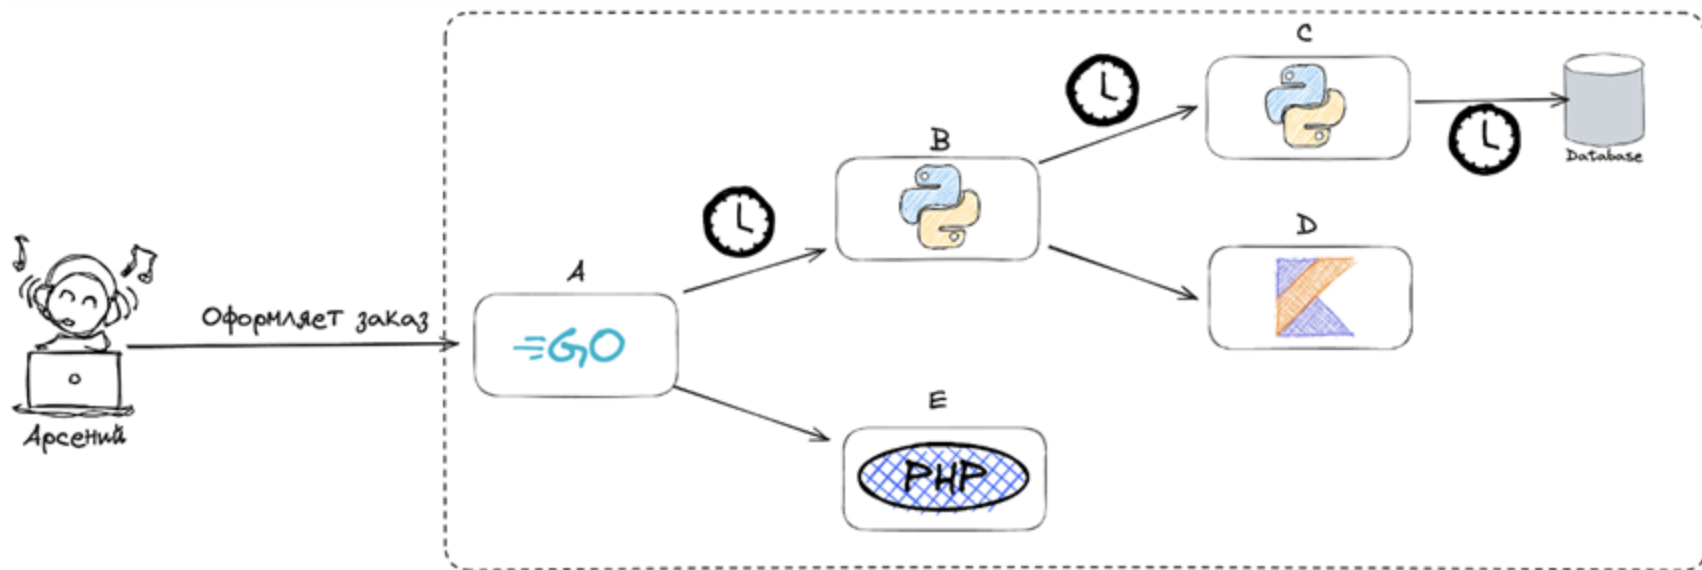 C
Database
B
D
A
GO
Оформляет заказ
Арсений
E
PHP